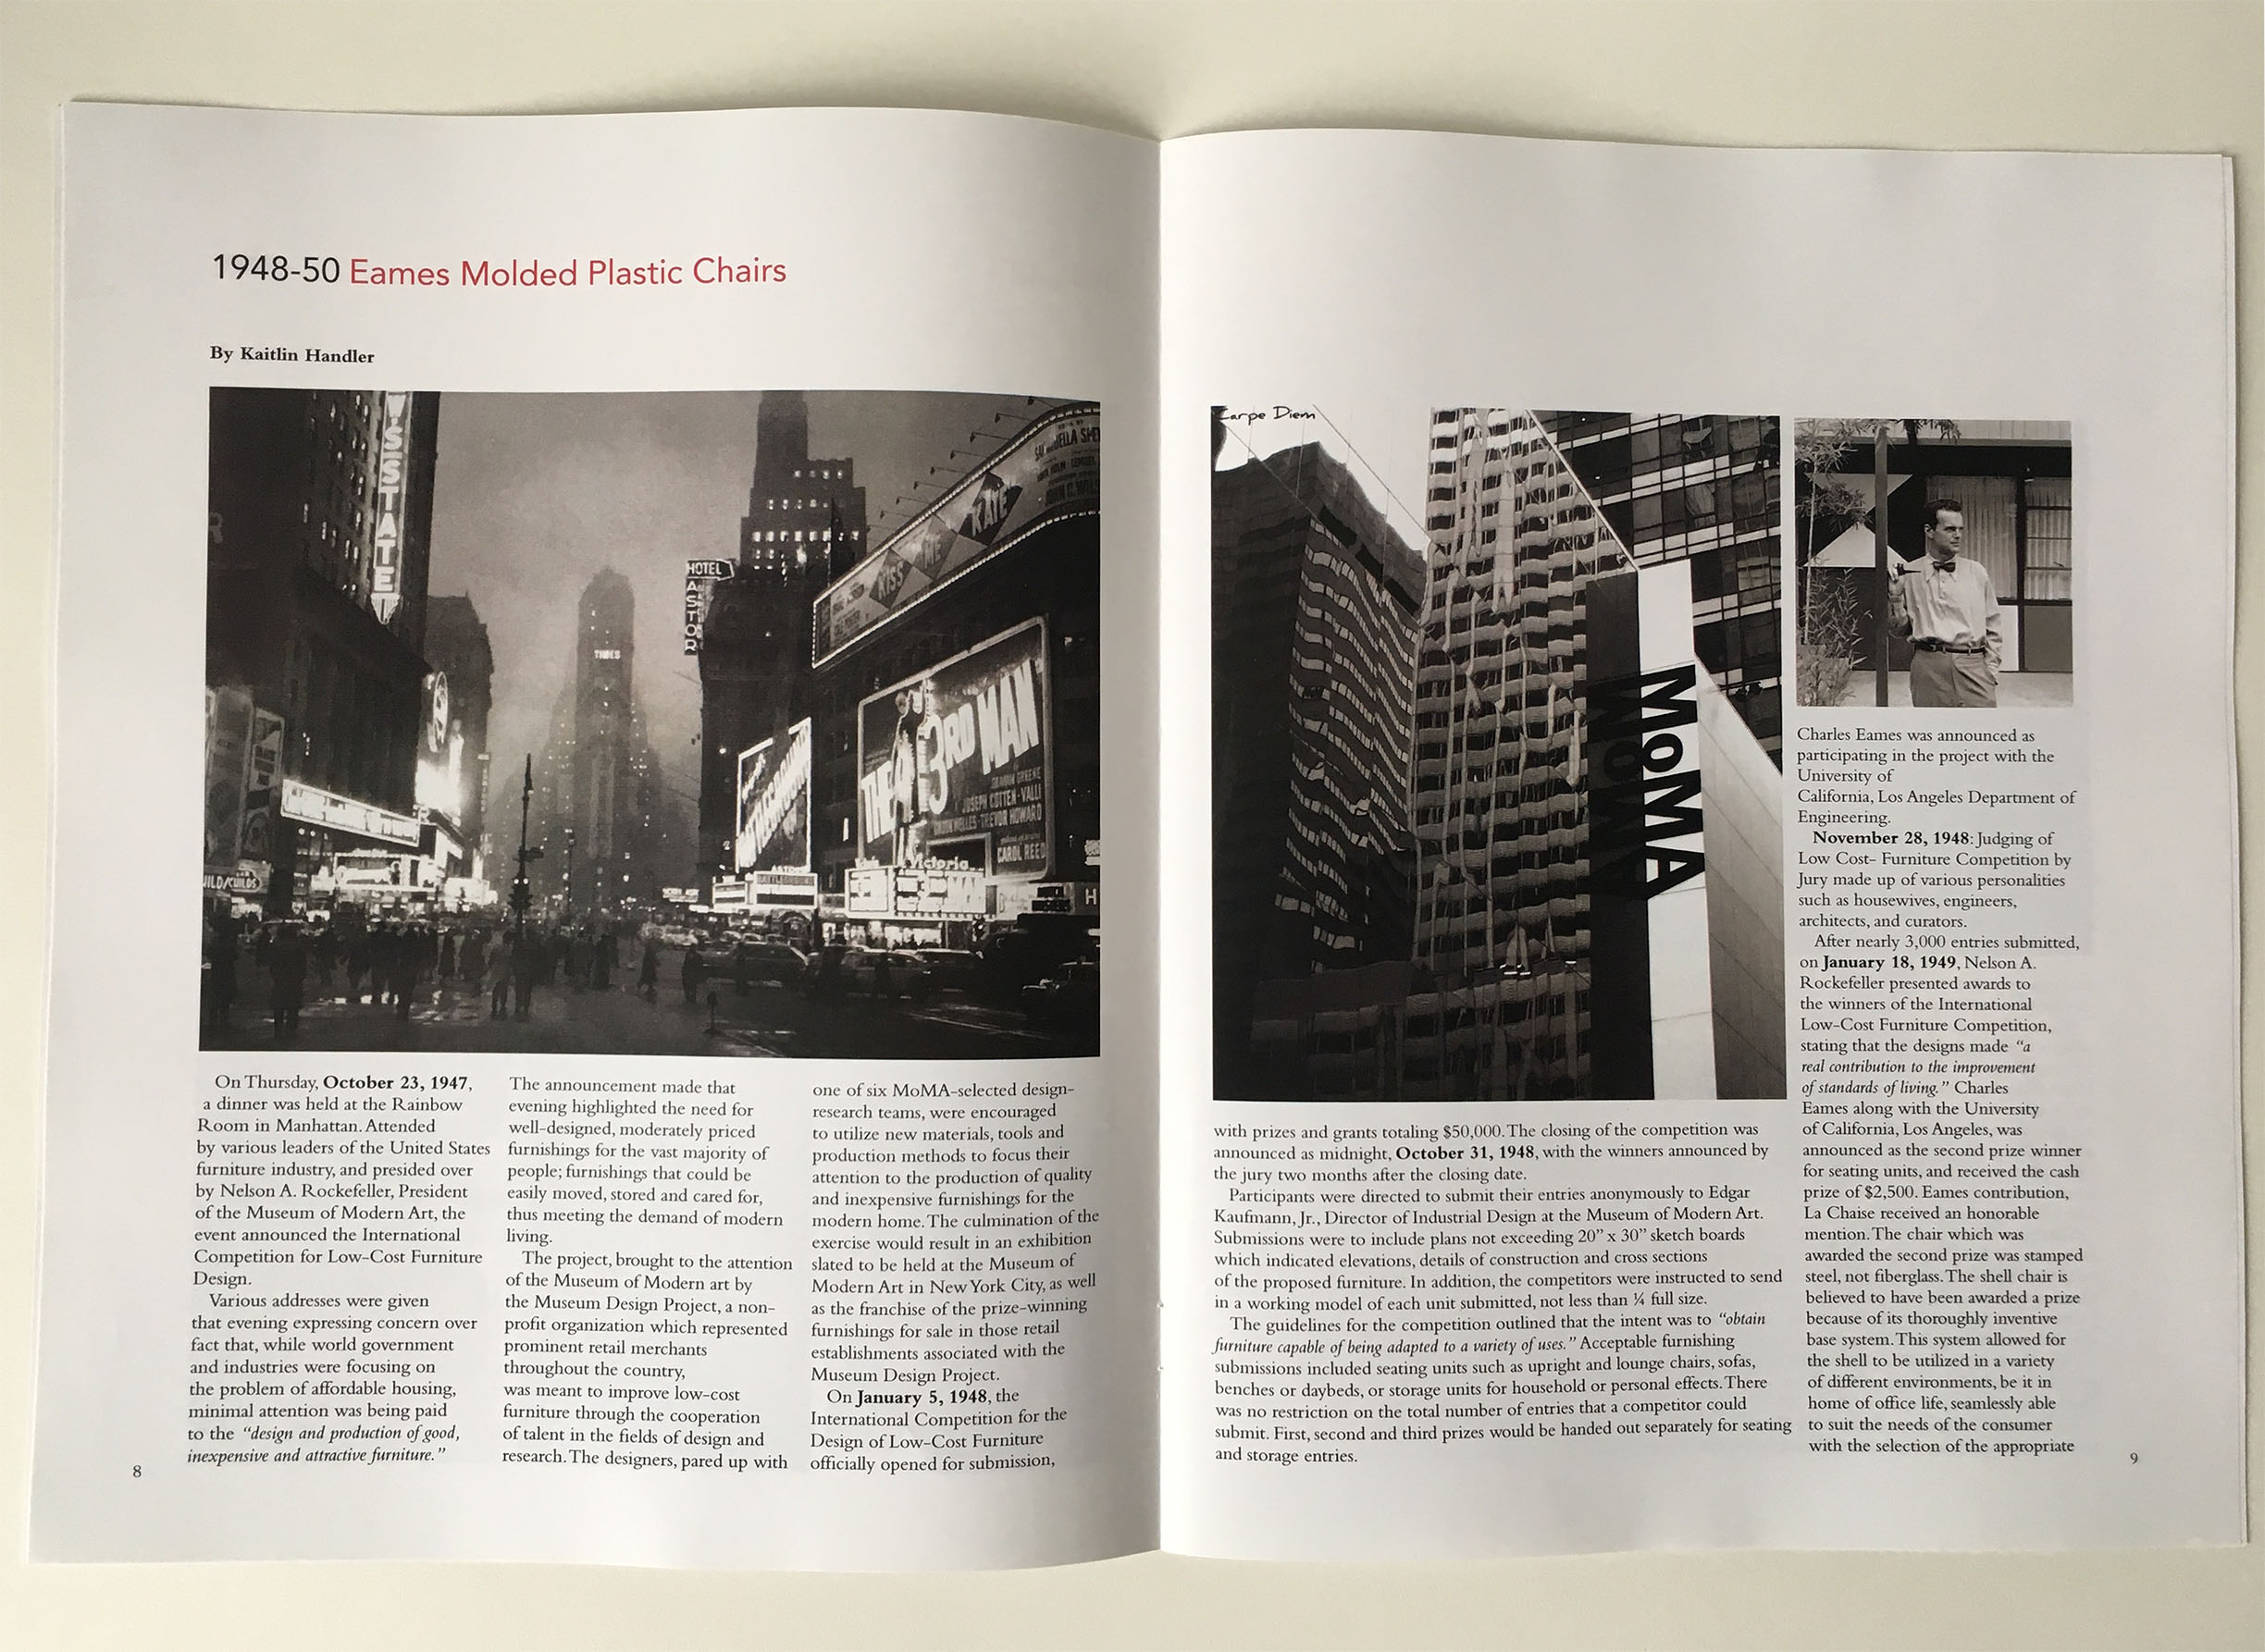 1948-50 Eames Molded Plastic Chairs
By Kaitlin Handler
WISSTATE
HOTEL
ASTOR
TIMES
KISS ME KATE
JOHN C. WILS
THE 3RD MAN
GRAHAM GREENE
JOSEPH COTTEN-VALLI
ORSON WELLES-TREVOR HOWARD
CAROL REED
BATTLEGROUND
Victoria
On Thursday, October 23, 1947,
a dinner was held at the Rainbow
Room in Manhattan. Attended
by various leaders of the United States
furniture industry, and presided over
by Nelson A. Rockefeller, President
of the Museum of Modern Art, the
event announced the International
Competition for Low-Cost Furniture
Design.
Various addresses were given
that evening expressing concern over
fact that, while world government
and industries were focusing on
the problem of affordable housing,
minimal attention was being paid
to the “design and production of good,
inexpensive and attractive furniture.”
8
The announcement made that
evening highlighted the need for
well-designed, moderately priced
furnishings for the vast majority of
people; furnishings that could be
easily moved, stored and cared for,
thus meeting the demand of modern
living.
The project, brought to the attention
of the Museum of Modern art by
the Museum Design Project, a non-
profit organization which represented
prominent retail merchants
throughout the country,
was meant to improve low-cost
furniture through the cooperation
of talent in the fields of design and
research. The designers, pared up with
one of six MoMA-selected design-
research teams, were encouraged
to utilize new materials, tools and
production methods to focus their
attention to the production of quality
and inexpensive furnishings for the
modern home. The culmination of the
exercise would result in an exhibition
slated to be held at the Museum of
Modern Art in New York City, as well
as the franchise of the prize-winning
furnishings for sale in those retail
establishments associated with the
Museum Design Project.
On January 5, 1948, the
International Competition for the
Design of Low-Cost Furniture
officially opened for submission,
Carpe Diem
MoMA
with prizes and grants totaling $50,000. The closing of the competition was
announced as midnight, October 31, 1948, with the winners announced by
the jury two months after the closing date.
Participants were directed to submit their entries anonymously to Edgar
Kaufmann, Jr., Director of Industrial Design at the Museum of Modern Art.
Submissions were to include plans not exceeding 20” x 30” sketch boards
which indicated elevations, details of construction and cross sections
of the proposed furniture. In addition, the competitors were instructed to send
in a working model of each unit submitted, not less than ¼ full size.
The guidelines for the competition outlined that the intent was to “obtain
furniture capable of being adapted to a variety of uses.” Acceptable furnishing
submissions included seating units such as upright and lounge chairs, sofas,
benches or daybeds, or storage units for household or personal effects. There
was no restriction on the total number of entries that a competitor could
submit. First, second and third prizes would be handed out separately for seating
and storage entries.
Charles Eames was announced as
participating in the project with the
University of
California, Los Angeles Department of
Engineering.
November 28, 1948: Judging of
Low Cost- Furniture Competition by
Jury made up of various personalities
such as housewives, engineers,
architects, and curators.
After nearly 3,000 entries submitted,
on January 18, 1949, Nelson A.
Rockefeller presented awards to
the winners of the International
Low-Cost Furniture Competition,
stating that the designs made “a
real contribution to the improvement
of standards of living.” Charles
Eames along with the University
of California, Los Angeles, was
announced as the second prize winner
for seating units, and received the cash
prize of $2,500. Eames contribution,
La Chaise received an honorable
mention. The chair which was
awarded the second prize was stamped
steel, not fiberglass. The shell chair is
believed to have been awarded a prize
because of its thoroughly inventive
base system. This system allowed for
the shell to be utilized in a variety
of different environments, be it in
home of office life, seamlessly able
to suit the needs of the consumer
with the selection of the appropriate
9